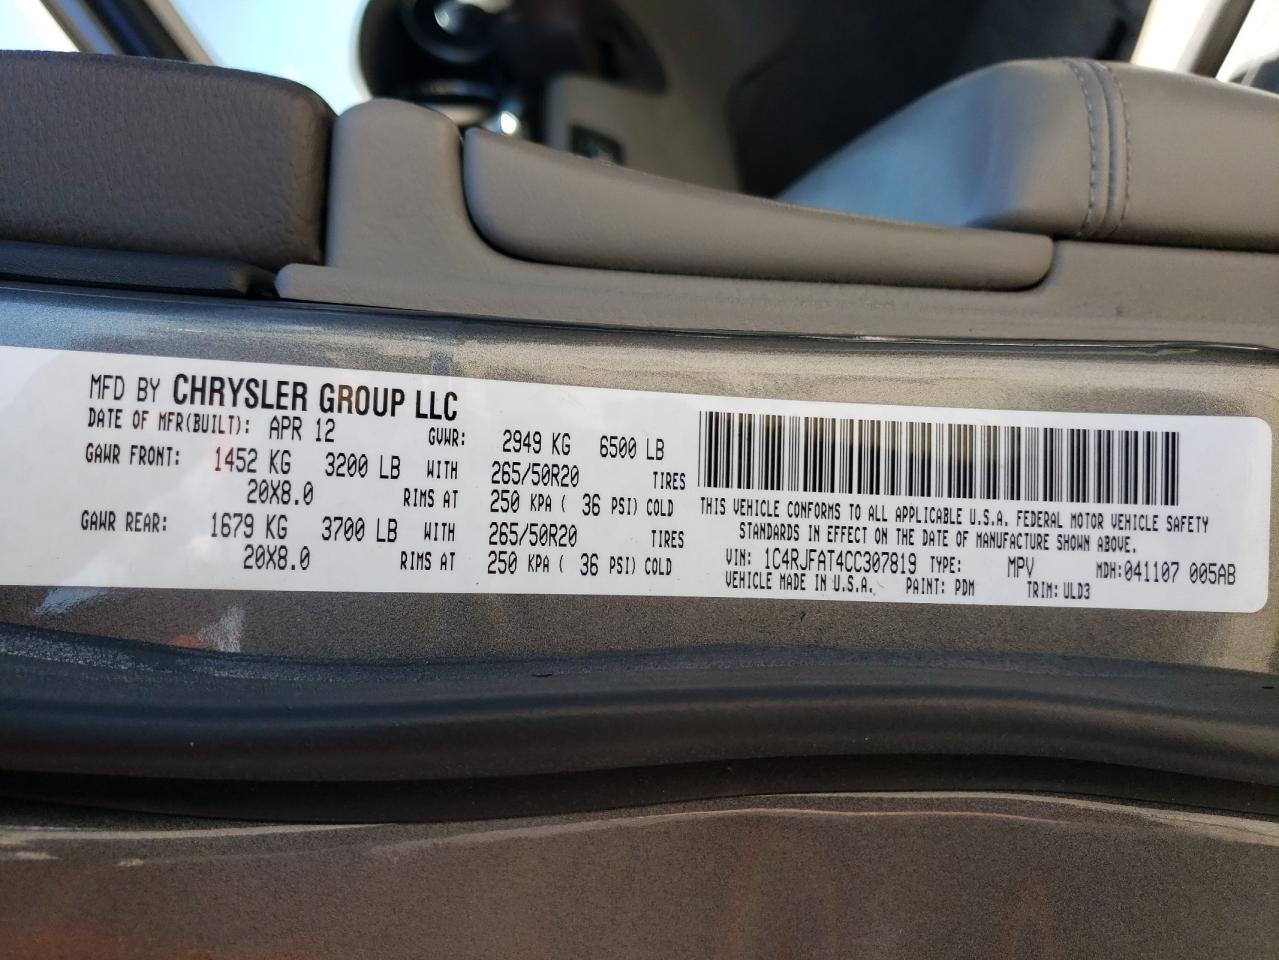 MFD BY CHRYSLER GROUP LLC
DATE OF MFR(BUILT): APR 12 GVWR: 2949 KG 6500 LB
GAWR FRONT: 1452 KG 3200 LB WITH 265/50R20 TIRES
20X8.0 RIMS AT 250 KPA ( 36 PSI) COLD
GAWR REAR: 1679 KG 3700 LB WITH 265/50R20 TIRES
20X8.0 RIMS AT 250 KPA ( 36 PSI) COLD
THIS VEHICLE CONFORMS TO ALL APPLICABLE U.S.A. FEDERAL MOTOR VEHICLE SAFETY
STANDARDS IN EFFECT ON THE DATE OF MANUFACTURE SHOWN ABOVE.
VIN: 1C4RJFAT4CC307819 TYPE: MPV MDH:041107 005AB
VEHICLE MADE IN U.S.A. PAINT: PDM TRIM: ULD3